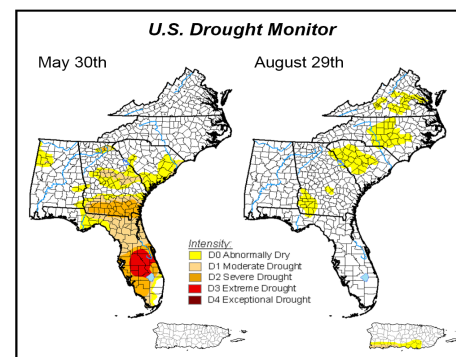 U.S. Drought Monitor
May 30th
August 29th
Intensity:
D0 Abnormally Dry
D1 Moderate Drought
D2 Severe Drought
D3 Extreme Drought
D4 Exceptional Drought